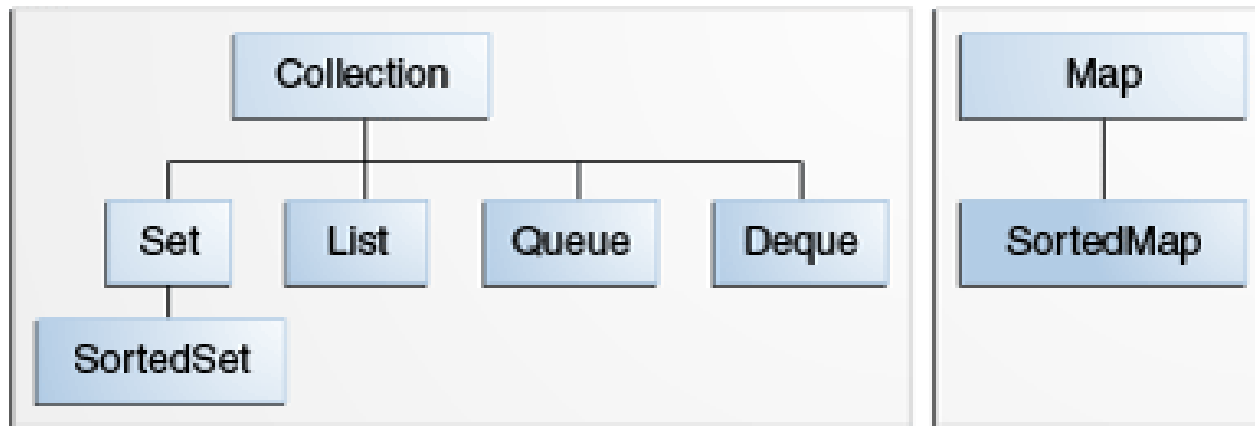 Collection
Map
Set
List
Queue
Deque
SortedMap
SortedSet